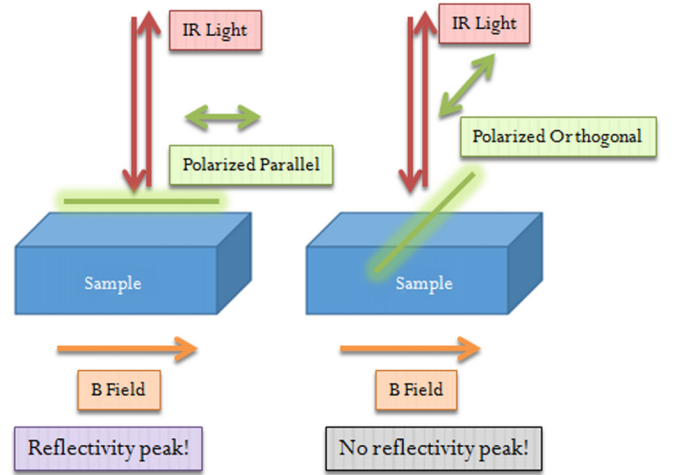 IR Light
Polarized Parallel
Sample
B Field
Reflectivity peak!
IR Light
Polarized Orthogonal
Sample
B Field
No reflectivity peak!